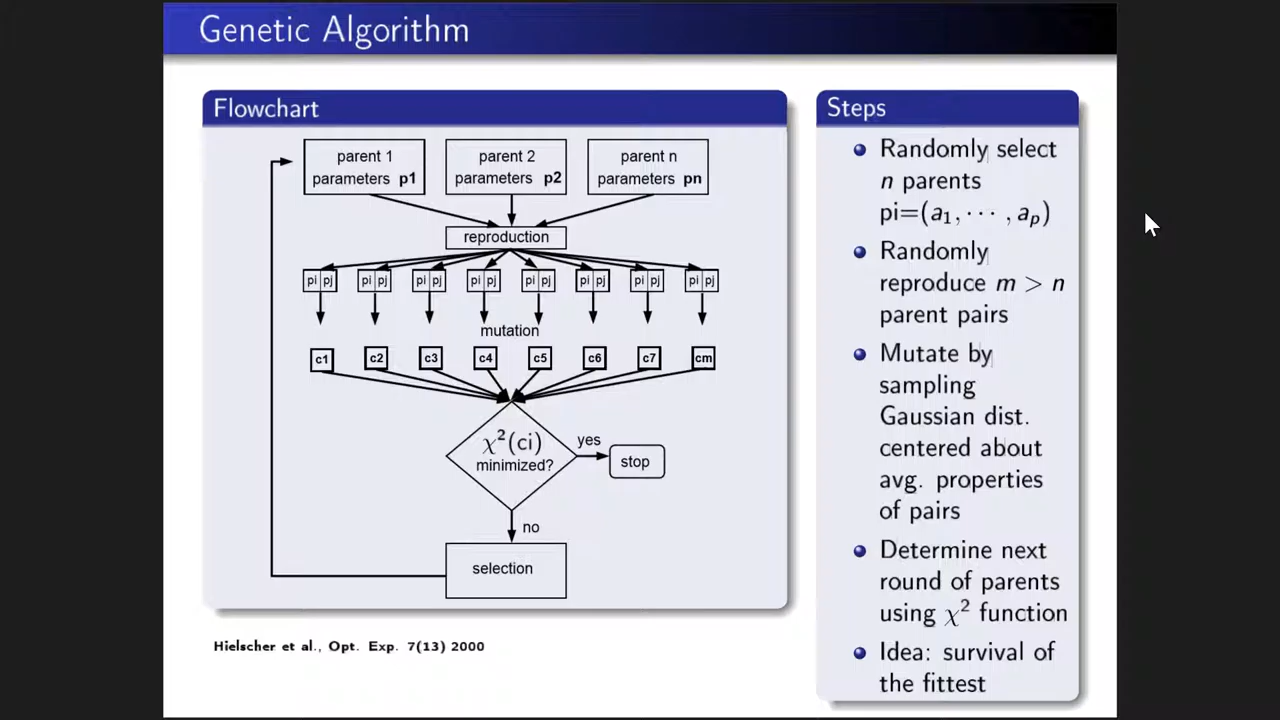 Genetic Algorithm
Flowchart
parent 1
parameters p1
parent 2
parameters p2
parent n
parameters pn
reproduction
pi pj pi pj pi pj pi pj pi pj pi pj pi pj pi pj
mutation
c1 c2 c3 c4 c5 c6 c7 cm
χ²(ci)
minimized?
yes
stop
no
selection
Hielscher et al., Opt. Exp. 7(13) 2000
Steps
Randomly select
n parents
pi=(a₁, ⋯ , aₚ)
Randomly
reproduce m > n
parent pairs
Mutate by
sampling
Gaussian dist.
centered about
avg. properties
of pairs
Determine next
round of parents
using χ² function
Idea: survival of
the fittest